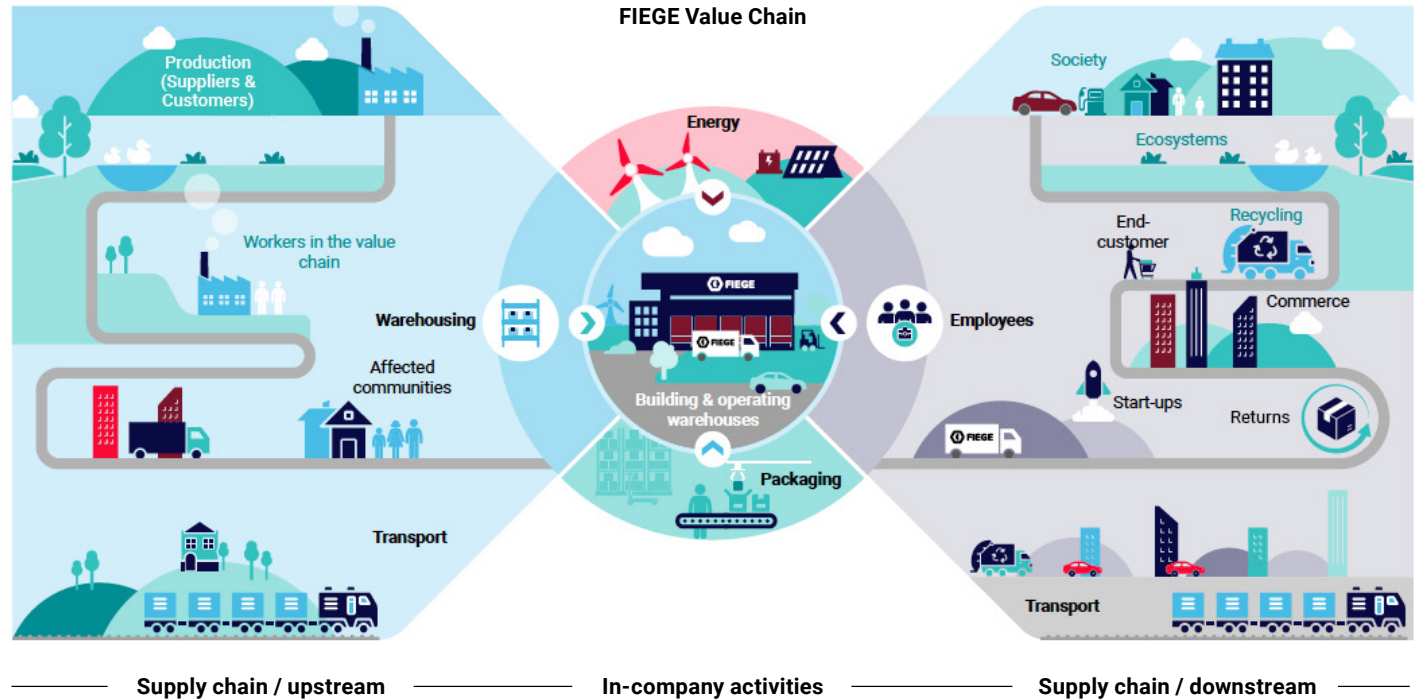 FIEGE Value Chain
Production
(Suppliers &
Customers)
Workers in the value
chain
Warehousing
Affected
communities
Transport
Energy
FIEGE
FIEGE
Building & operating
warehouses
Packaging
Employees
Society
Ecosystems
Recycling
End-
customer
Commerce
Start-ups
Returns
FIEGE
Transport
Supply chain / upstream
In-company activities
Supply chain / downstream